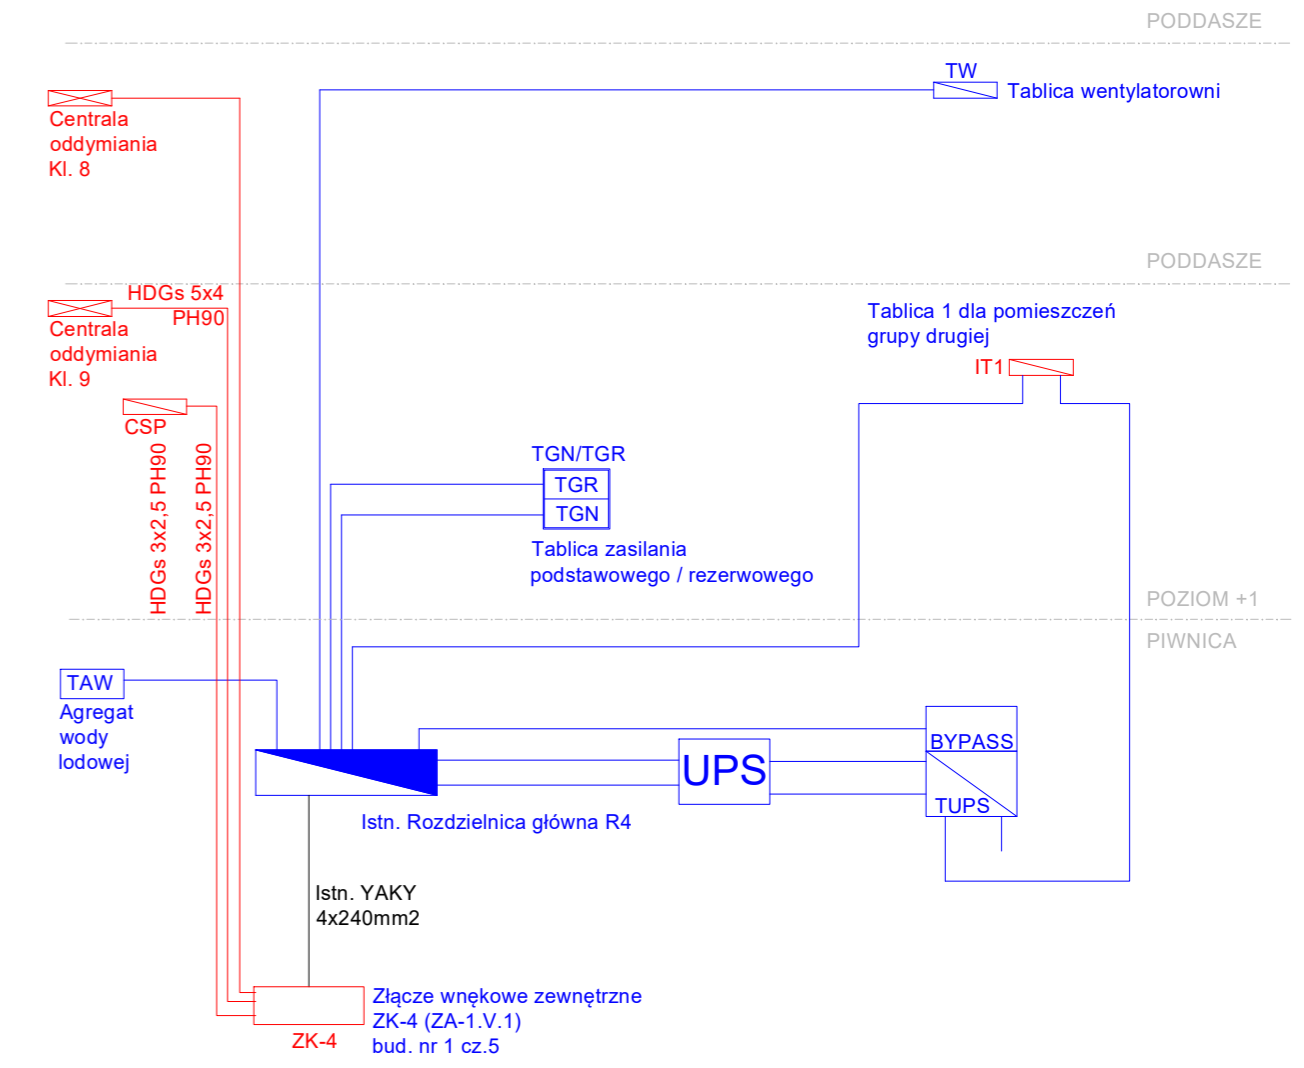 PODDASZE
TW
Tablica wentylatorowni
Centrala
oddymiania
Kl. 8
PODDASZE
HDGs 5x4
PH90
Centrala
oddymiania
Kl. 9
Tablica 1 dla pomieszczeń
grupy drugiej
IT1
CSP
HDGs 3x2,5 PH90
HDGs 3x2,5 PH90
TGN/TGR
TGR
TGN
Tablica zasilania
podstawowego / rezerwowego
POZIOM +1
PIWNICA
TAW
Agregat
wody
lodowej
BYPASS
UPS
TUPS
Istn. Rozdzielnica główna R4
Istn. YAKY
4x240mm2
Złącze wnękowe zewnętrzne
ZK-4 (ZA-1.V.1)
bud. nr 1 cz.5
ZK-4